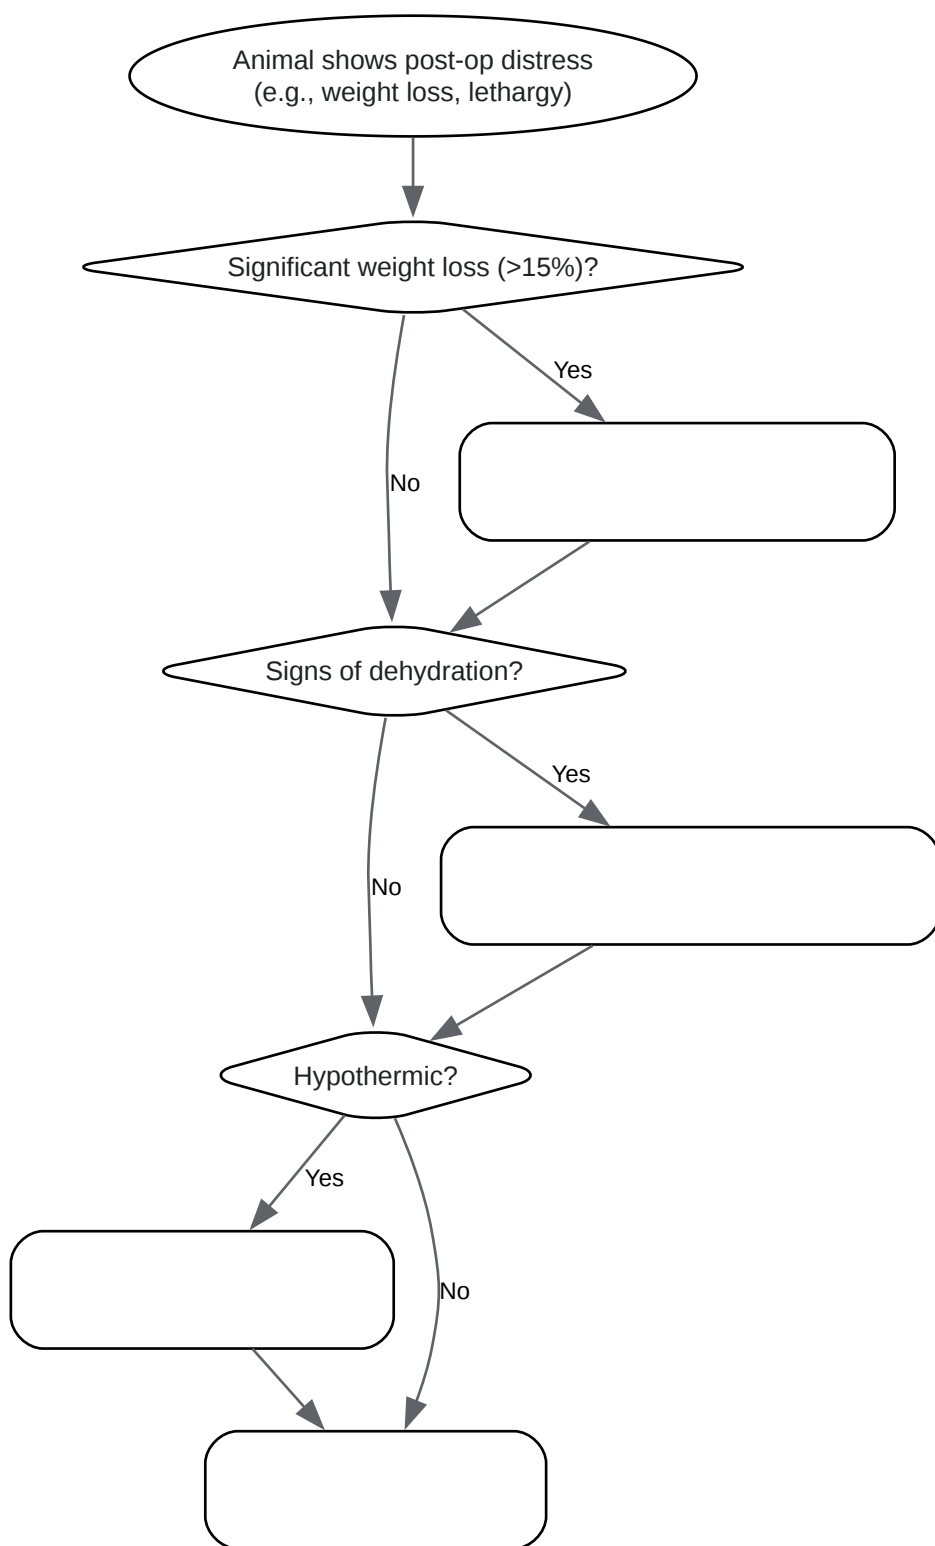 Animal shows post-op distress
(e.g., weight loss, lethargy)
Significant weight loss (>15%)?
Yes
No
Signs of dehydration?
Yes
No
Hypothermic?
Yes
No